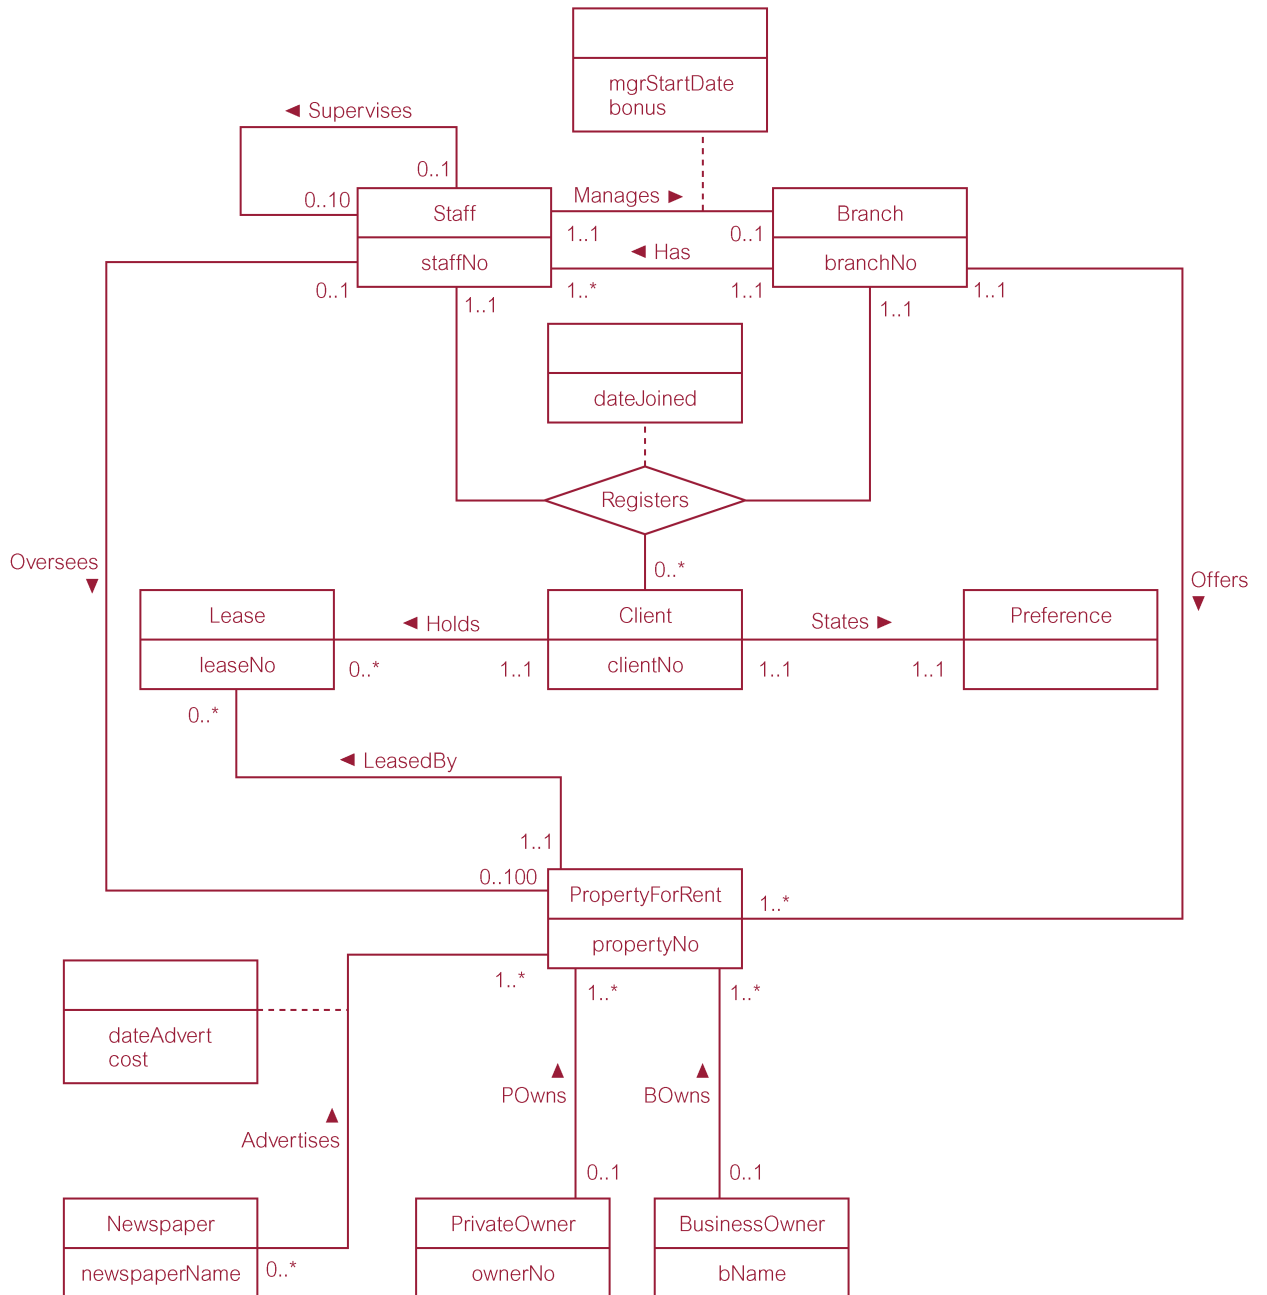 mgrStartDate
bonus
◄ Supervises
0..1
0..10
Staff
Manages ►
Branch
1..1
0..1
◄ Has
staffNo
branchNo
0..1
1..*
1..1
1..1
1..1
1..1
dateJoined
Registers
Oversees
▼
0..*
Offers
▼
Lease
◄ Holds
Client
States ►
Preference
leaseNo
0..*
1..1
clientNo
1..1
1..1
0..*
◄ LeasedBy
1..1
0..100
PropertyForRent
1..*
propertyNo
1..*
1..*
1..*
dateAdvert
cost
▲
POwns
▲
BOwns
▲
Advertises
0..1
0..1
Newspaper
PrivateOwner
BusinessOwner
newspaperName
0..*
ownerNo
bName